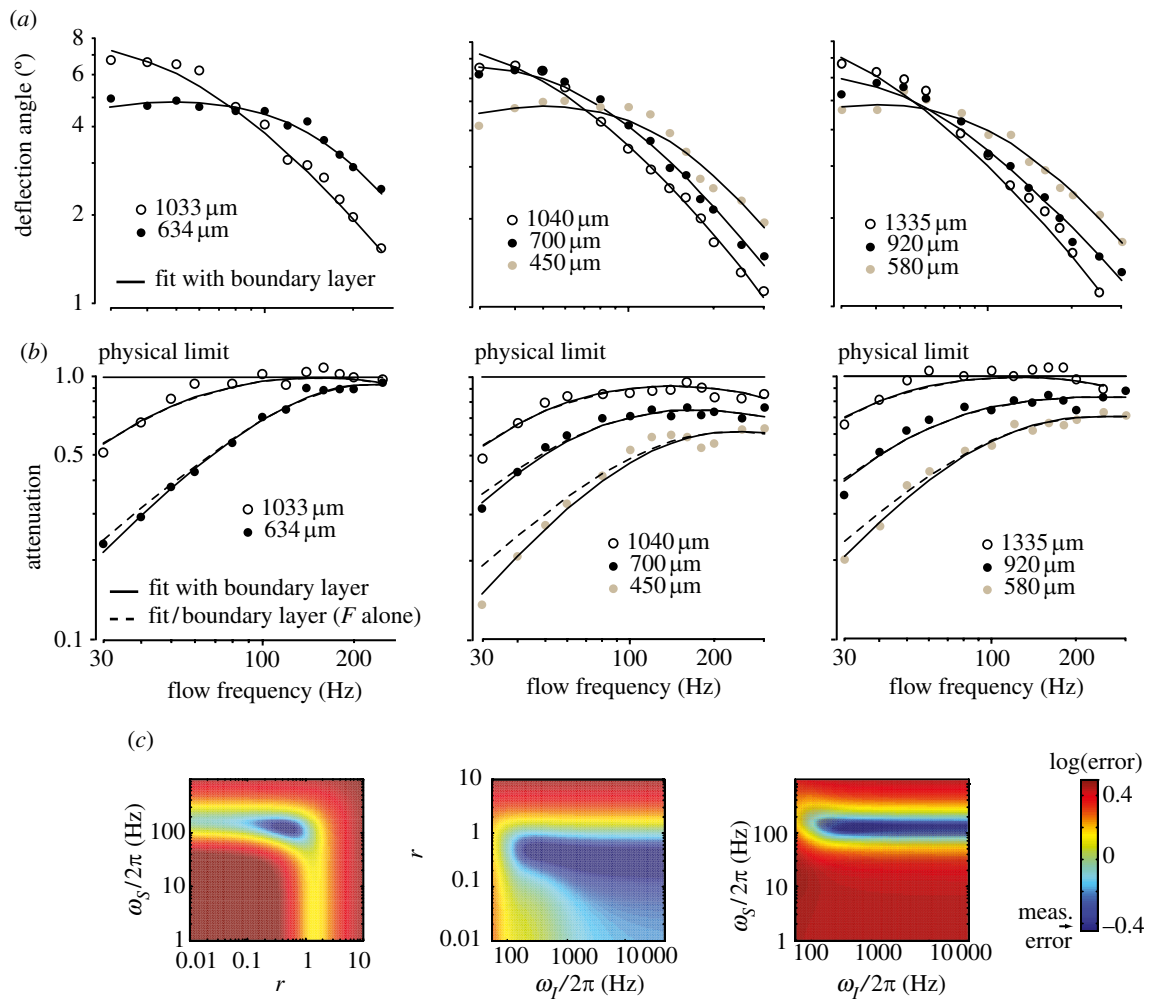 (a)
deflection angle (º)
8
6
4
2
1
1033 μm
634 μm
fit with boundary layer
1040 μm
700 μm
450 μm
1335 μm
920 μm
580 μm
(b)
physical limit
physical limit
physical limit
attenuation
1.0
0.5
0.1
1033 μm
634 μm
fit with boundary layer
fit/boundary layer (F alone)
1040 μm
700 μm
450 μm
1335 μm
920 μm
580 μm
30 100 200
30 100 200
30 100 200
flow frequency (Hz)
flow frequency (Hz)
flow frequency (Hz)
(c)
ωS/2π (Hz)
100
10
1
0.01 0.1 1 10
r
r
10
1
0.1
0.01
100 1000 10 000
ωI/2π (Hz)
ωS/2π (Hz)
100
10
1
100 1000 10 000
ωI/2π (Hz)
log(error)
0.4
0
−0.4
meas.
error